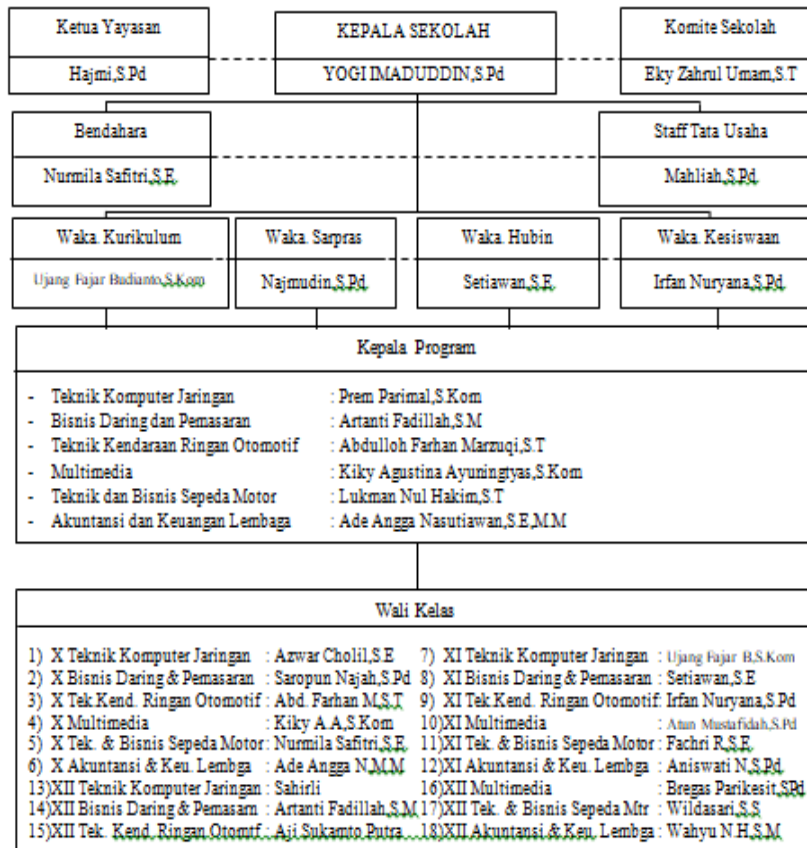 Ketua Yayasan
Hajmi,S.Pd
KEPALA SEKOLAH
YOGI IMADUDDIN,S.Pd
Komite Sekolah
Eky Zahrul Umam,S.T
Bendahara
Nurmila Safitri,S.E
Staff Tata Usaha
Mahliah,S.Pd
Waka. Kurikulum
Ujang Fajar Budianto,S.Kom
Waka. Sarpras
Najmudin,S.Pd
Waka. Hubin
Setiawan,S.E
Waka. Kesiswaan
Irfan Nuryana,S.Pd
Kepala Program
- Teknik Komputer Jaringan : Prem Parimal,S.Kom
- Bisnis Daring dan Pemasaran : Artanti Fadillah,S.M
- Teknik Kendaraan Ringan Otomotif : Abdulloh Farhan Marzuqi,S.T
- Multimedia : Kiky Agustina Ayuningtyas,S.Kom
- Teknik dan Bisnis Sepeda Motor : Lukman Nul Hakim,S.T
- Akuntansi dan Keuangan Lembaga : Ade Angga Nasutiawan,S.E,M.M
Wali Kelas
1) X Teknik Komputer Jaringan : Azwar Cholil,S.E 7) XI Teknik Komputer Jaringan : Ujang Fajar B,S.Kom
2) X Bisnis Daring & Pemasaran : Saropun Najah,S.Pd 8) XI Bisnis Daring & Pemasaran : Setiawan,S.E
3) X Tek.Kend. Ringan Otomotif : Abd. Farhan M,S.T 9) XI Tek.Kend. Ringan Otomotif: Irfan Nuryana,S.Pd
4) X Multimedia : Kiky A.A,S.Kom 10)XI Multimedia : Atun Mustafidah,S.Pd
5) X Tek. & Bisnis Sepeda Motor: Nurmila Safitri,S.E 11)XI Tek. & Bisnis Sepeda Motor : Fachri R,S.E
6) X Akuntansi & Keu. Lembga : Ade Angga N,M.M 12)XI Akuntansi & Keu. Lembga : Aniswati N,S.Pd
13)XII Teknik Komputer Jaringan : Sahirli 16)XII Multimedia : Bregas Parikesit,SPd
14)XII Bisnis Daring & Pemasarn : Artanti Fadillah,S.M 17)XII Tek. & Bisnis Sepeda Mtr : Wildasari,S.S
15)XII Tek. Kend. Ringan Otomtf : Aji Sukamto Putra 18)XII Akuntansi & Keu. Lembga : Wahyu N.H,S.M